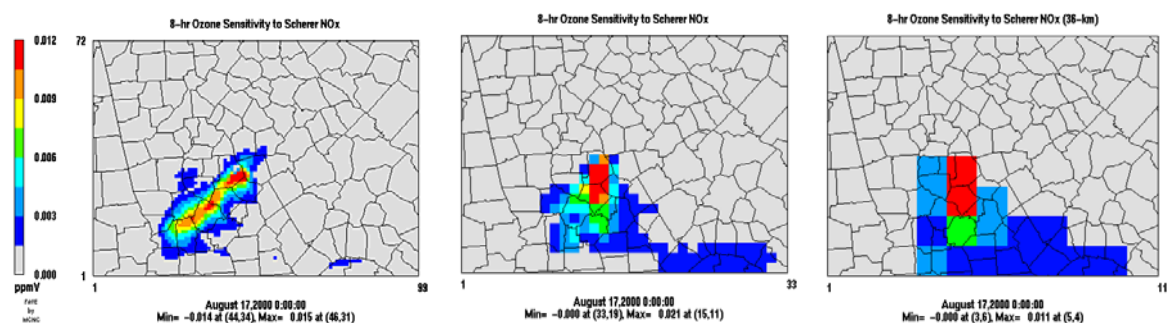 8-hr Ozone Sensitivity to Scherer NOx
0.012
0.009
0.006
0.003
0.000
ppmV
PAVE
by
MCNC
72
1
1
99
August 17,2000 0:00:00
Min= -0.014 at (44,34), Max= 0.015 at (46,31)
8-hr Ozone Sensitivity to Scherer NOx
1
33
August 17,2000 0:00:00
Min= -0.000 at (33,19), Max= 0.021 at (15,11)
8-hr Ozone Sensitivity to Scherer NOx (36-km)
1
11
August 17,2000 0:00:00
Min= -0.000 at (3,6), Max= 0.011 at (5,4)